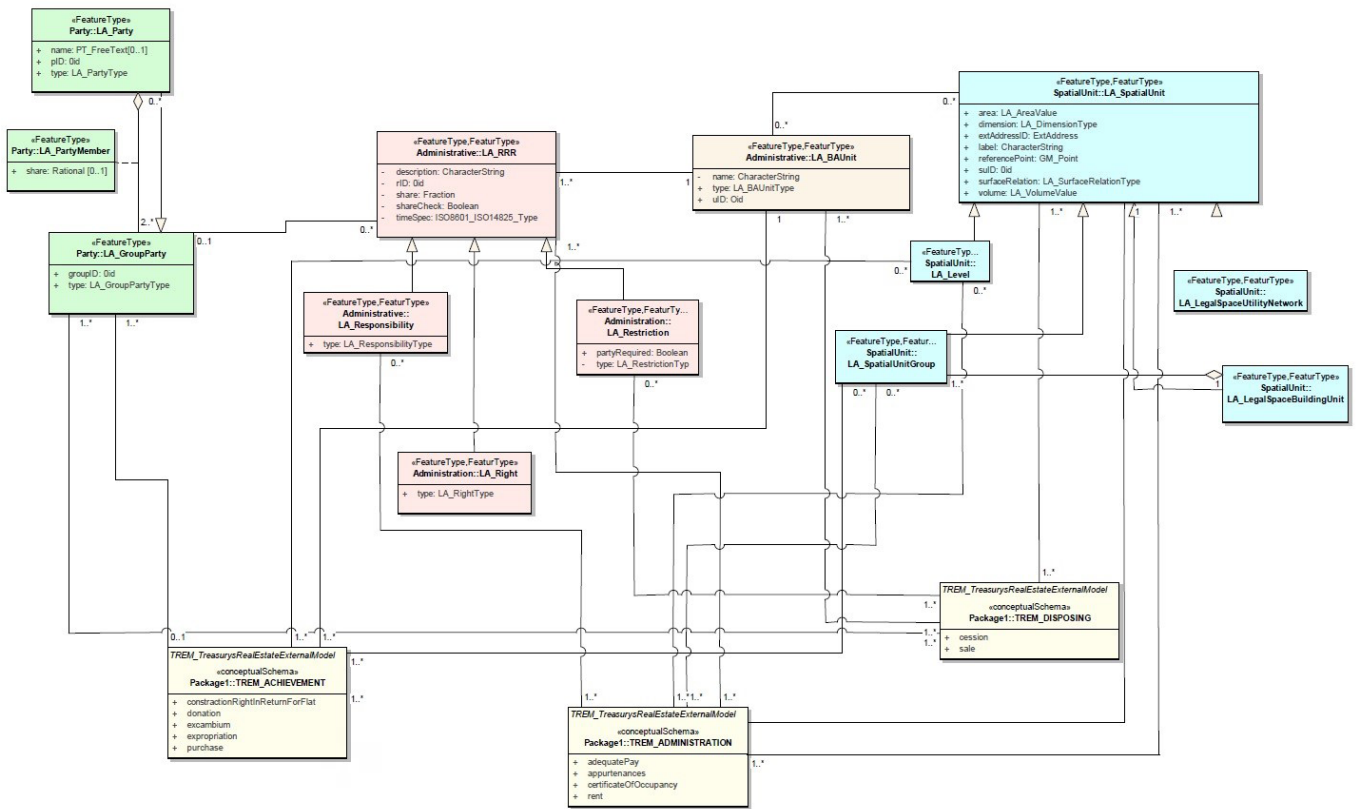 «FeatureType»
Party::LA_Party
+ name: PT_FreeText[0..1]
+ pID: 0id
+ type: LA_PartyType
0..*
«FeatureType»
Party::LA_PartyMember
+ share: Rational [0..1]
2..*
«FeatureType»
Party::LA_GroupParty
+ groupID: 0id
+ type: LA_GroupPartyType
0..1
1..*
1..*
«FeatureType,FeaturType»
Administrative::LA_RRR
- description: CharacterString
- rID: 0id
- share: Fraction
- shareCheck: Boolean
- timeSpec: ISO8601_ISO14825_Type
0..*
1..*
1
1..*
«FeatureType,FeaturType»
Administrative::LA_BAUnit
- name: CharacterString
+ type: LA_BAUnitType
+ uID: Oid
0..*
0..*
1
1..*
«FeatureType,FeaturType»
SpatialUnit::LA_SpatialUnit
+ area: LA_AreaValue
+ dimension: LA_DimensionType
+ extAddressID: ExtAddress
+ label: CharacterString
+ referencePoint: GM_Point
+ suID: 0id
+ surfaceRelation: LA_SurfaceRelationType
+ volume: LA_VolumeValue
1..*
1
1..*
«FeatureTyp...
SpatialUnit::
LA_Level
0..*
0..*
«FeatureType,FeaturType»
SpatialUnit::
LA_LegalSpaceUtilityNetwork
«FeatureType,FeaturType»
Administrative::
LA_Responsibility
+ type: LA_ResponsibilityType
0..*
«FeatureType,FeaturTy...
Administration::
LA_Restriction
+ partyRequired: Boolean
- type: LA_RestrictionTyp
0..*
«FeatureType,Featur...
SpatialUnit::
LA_SpatialUnitGroup
0..*
0..*
1..*
1
«FeatureType,FeaturType»
SpatialUnit::
LA_LegalSpaceBuildingUnit
«FeatureType,FeaturType»
Administration::LA_Right
+ type: LA_RightType
1..*
TREM_TreasurysRealEstateExternalModel
«conceptualSchema»
Package1::TREM_DISPOSING
+ cession
+ sale
1..*
1..*
1..*
0..1
1..*
1..*
TREM_TreasurysRealEstateExternalModel
«conceptualSchema»
Package1::TREM_ACHIEVEMENT
+ constractionRightInReturnForFlat
+ donation
+ excambium
+ expropriation
+ purchase
1..*
1..*
1..*
1..*
1..*
1..*
TREM_TreasurysRealEstateExternalModel
«conceptualSchema»
Package1::TREM_ADMINISTRATION
+ adequatePay
+ appurtenances
+ certificateOfOccupancy
+ rent
1..*